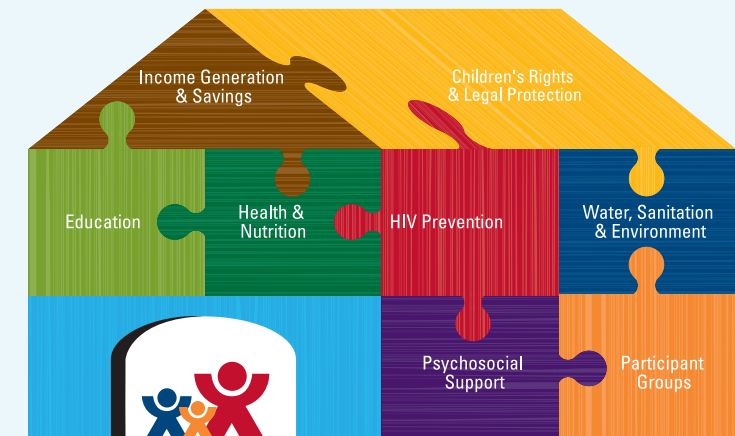 Income Generation
& Savings
Children's Rights
& Legal Protection
Education
Health &
Nutrition
HIV Prevention
Water, Sanitation
& Environment
Psychosocial
Support
Participant
Groups